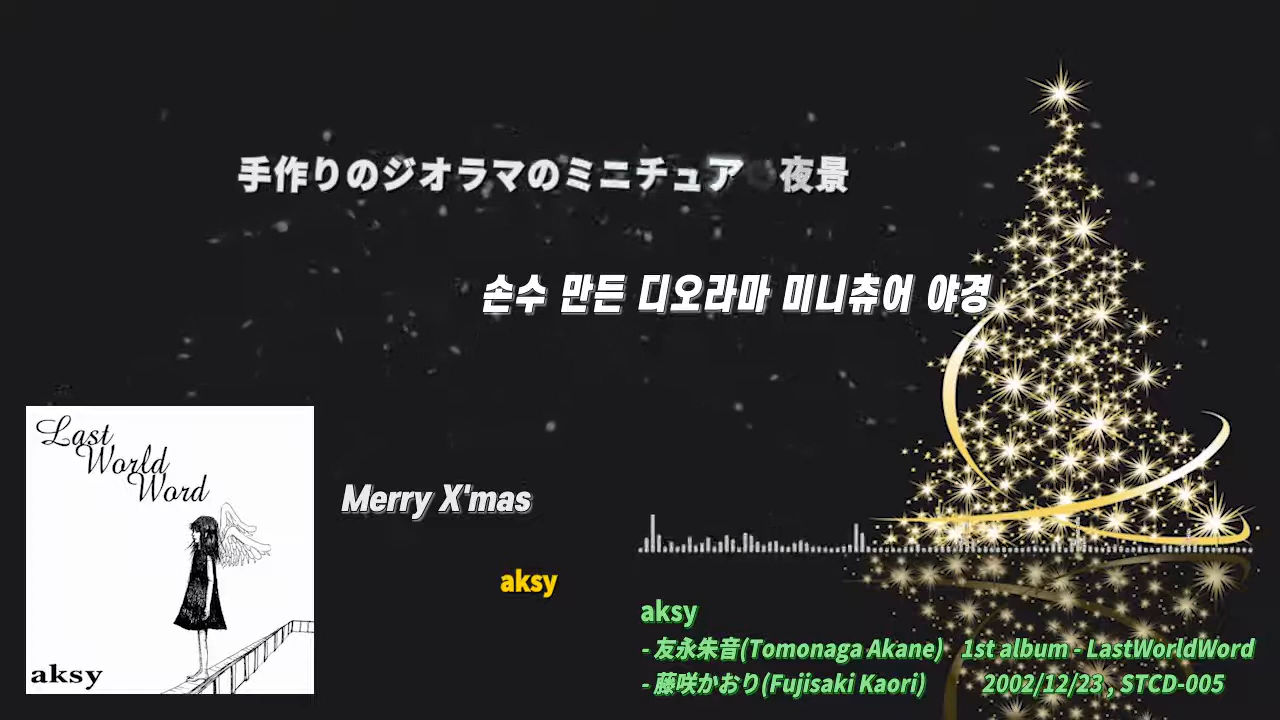 手作りのジオラマのミニチュア　夜景
손수 만든 디오라마 미니츄어 야경
Last
World
Word
aksy
Merry X'mas
aksy
aksy
- 友永朱音(Tomonaga Akane) 1st album - LastWorldWord
- 藤咲かおり(Fujisaki Kaori) 2002/12/23 , STCD-005